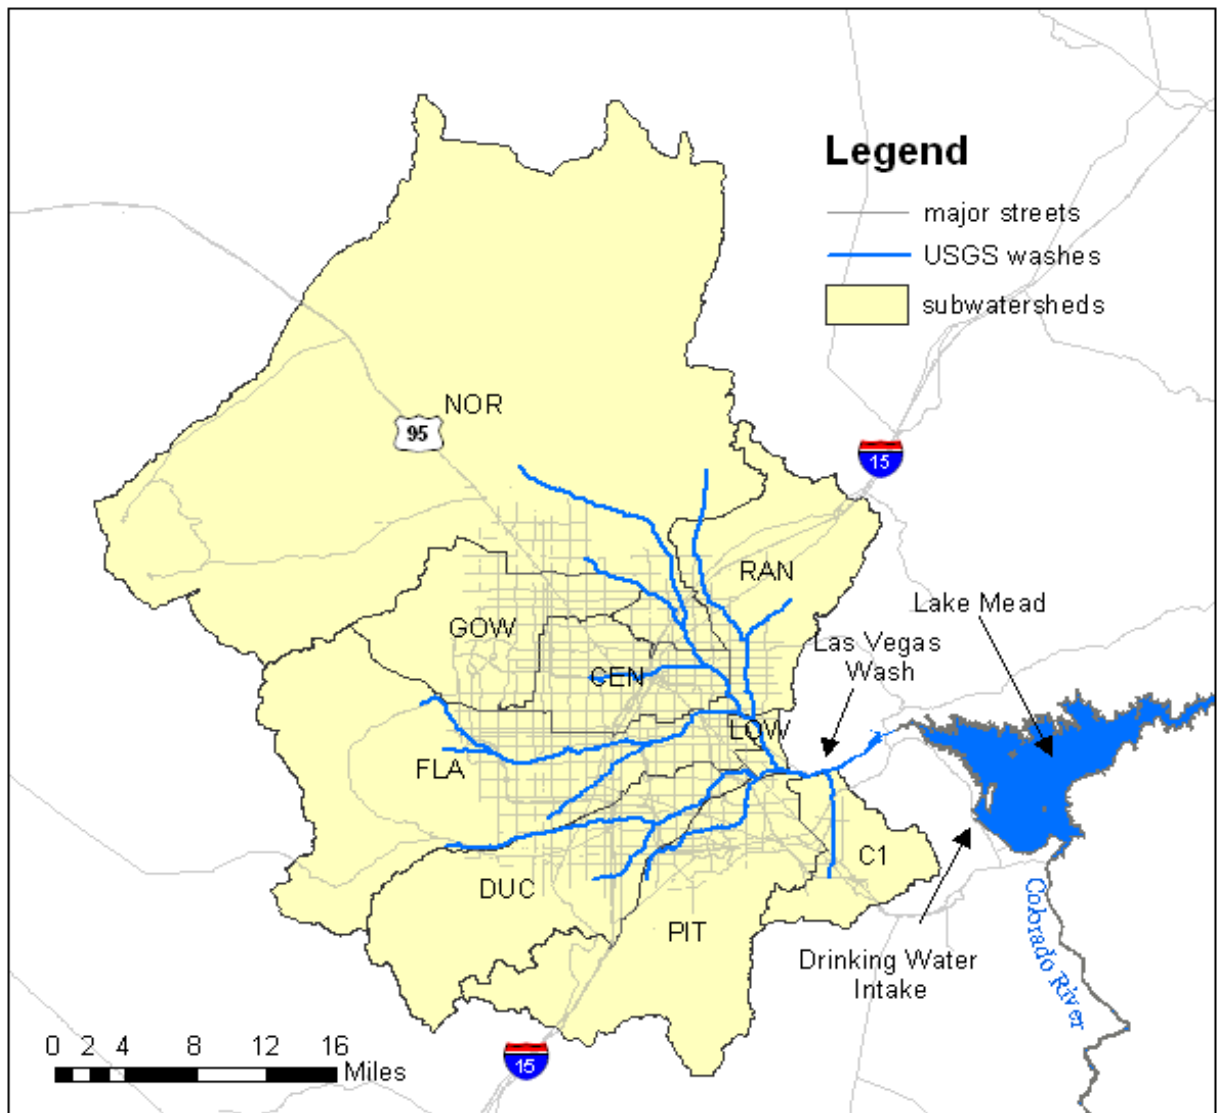 Legend
major streets
USGS washes
subwatersheds
NOR
95
15
RAN
Lake Mead
GOW
Las Vegas
Wash
CEN
LOW
FLA
C1
DUC
PIT
Colorado River
Drinking Water
Intake
0 2 4 8 12 16
Miles
15